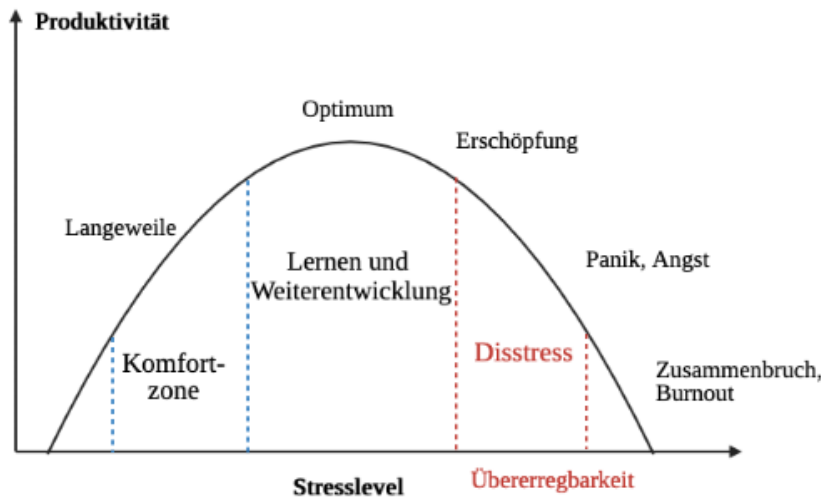 Produktivität
Optimum
Erschöpfung
Langeweile
Lernen und
Weiterentwicklung
Panik, Angst
Komfort-
zone
Disstress
Zusammenbruch,
Burnout
Stresslevel
Übererregbarkeit